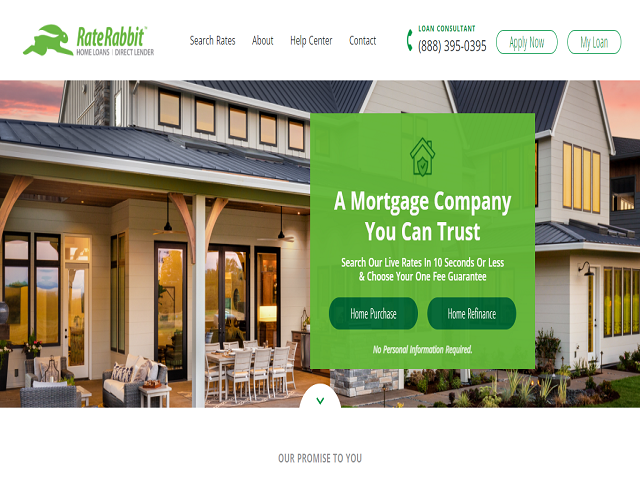 RateRabbit™
HOME LOANS | DIRECT LENDER
Search Rates
About
Help Center
Contact
LOAN CONSULTANT
(888) 395-0395
Apply Now
My Loan
A Mortgage Company
You Can Trust
Search Our Live Rates In 10 Seconds Or Less
& Choose Your One Fee Guarantee
Home Purchase
Home Refinance
No Personal Information Required.
OUR PROMISE TO YOU